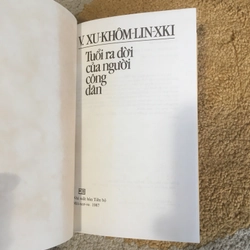 V. XU-KHÔM-LIN-XKI
Tuổi ra đời
của người
công
dân